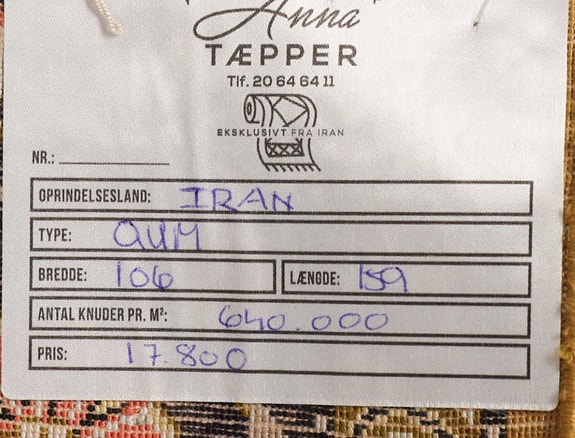 Anna
TÆPPER
Tlf. 20 64 64 11
EKSKLUSIVT FRA IRAN
NR.:
OPRINDELSESLAND: IRAN
TYPE: QUM
BREDDE: 106 LÆNGDE: 159
ANTAL KNUDER PR. M²: 640.000
PRIS: 17.800